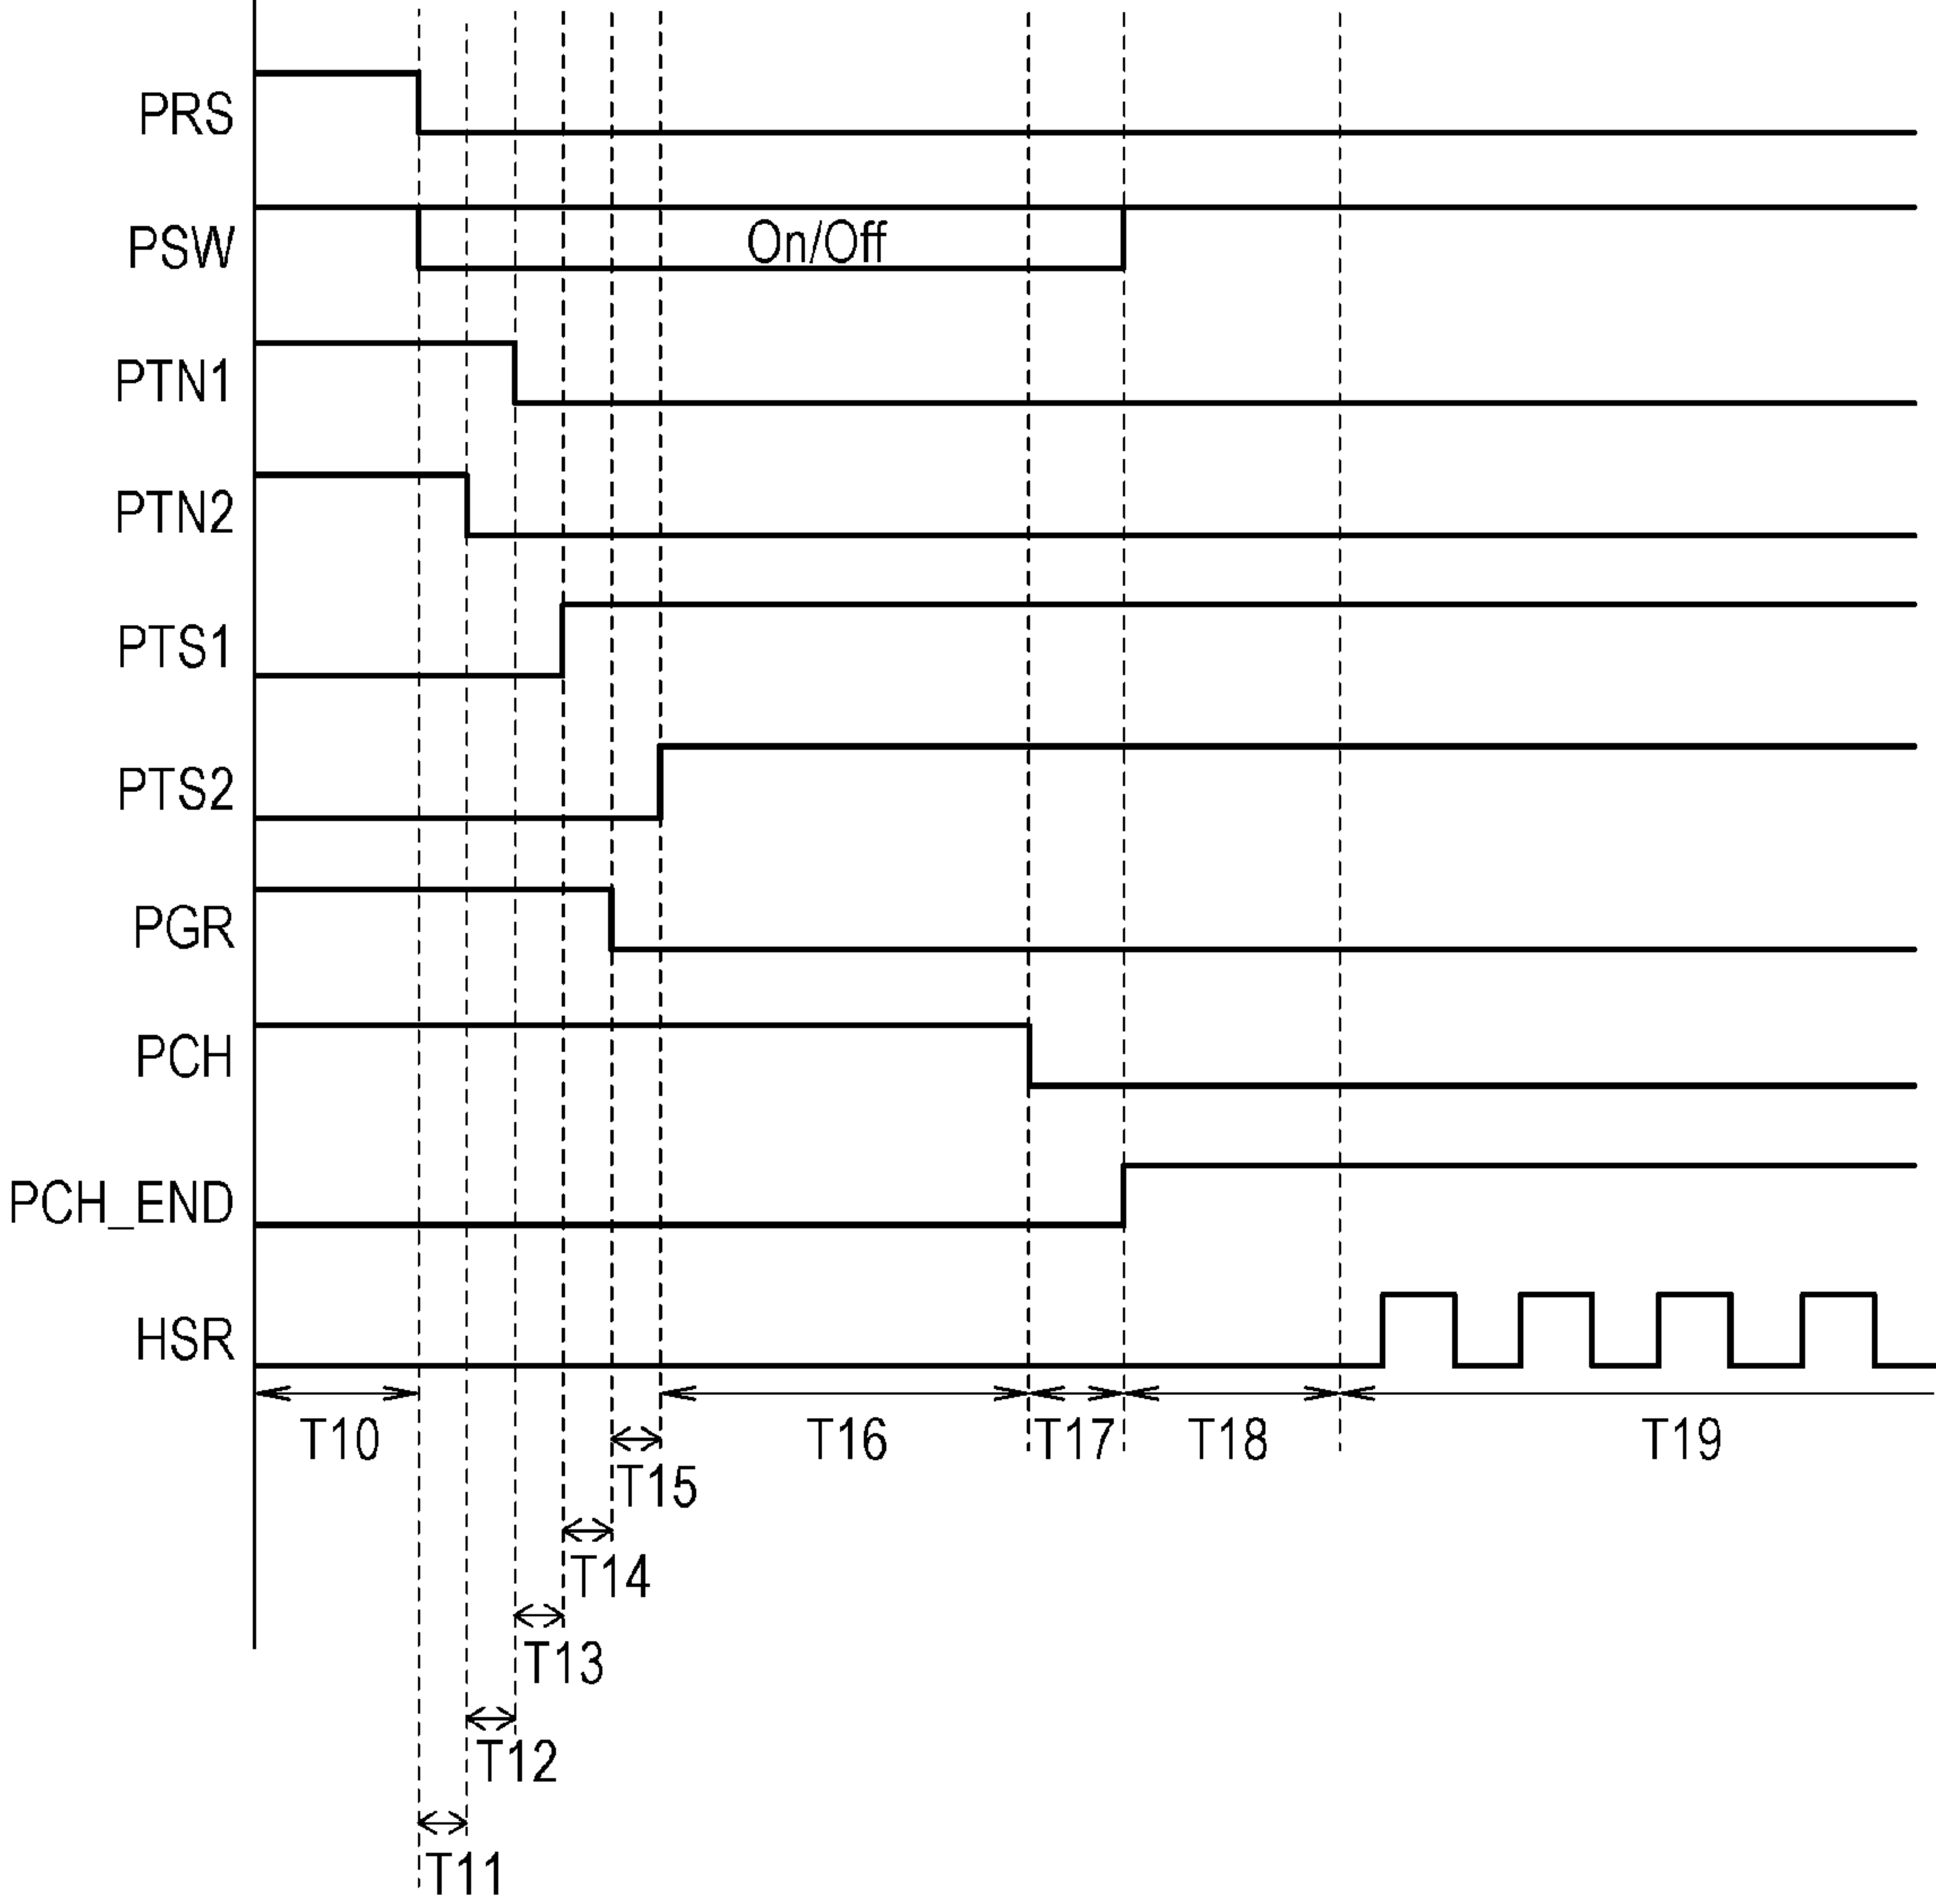 PRS
PSW
On/Off
PTN1
PTN2
PTS1
PTS2
PGR
PCH
PCH_END
HSR
T10
T16
T17
T18
T19
T15
T14
T13
T12
T11